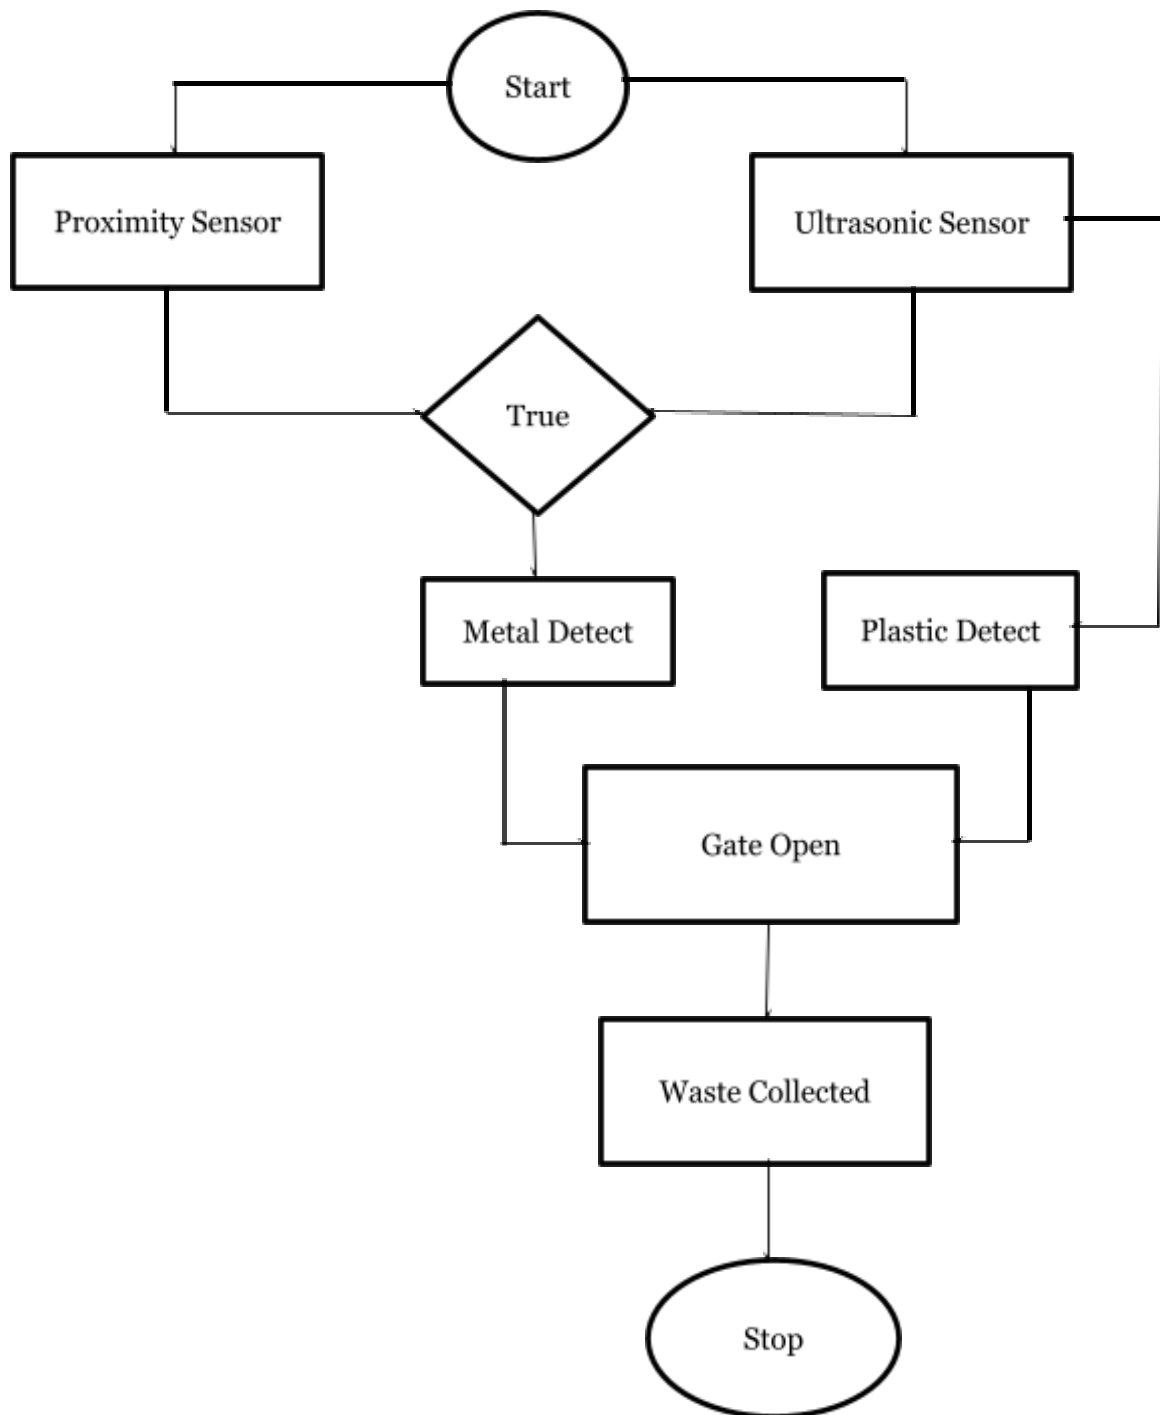 Start
Proximity Sensor
Ultrasonic Sensor
True
Metal Detect
Plastic Detect
Gate Open
Waste Collected
Stop